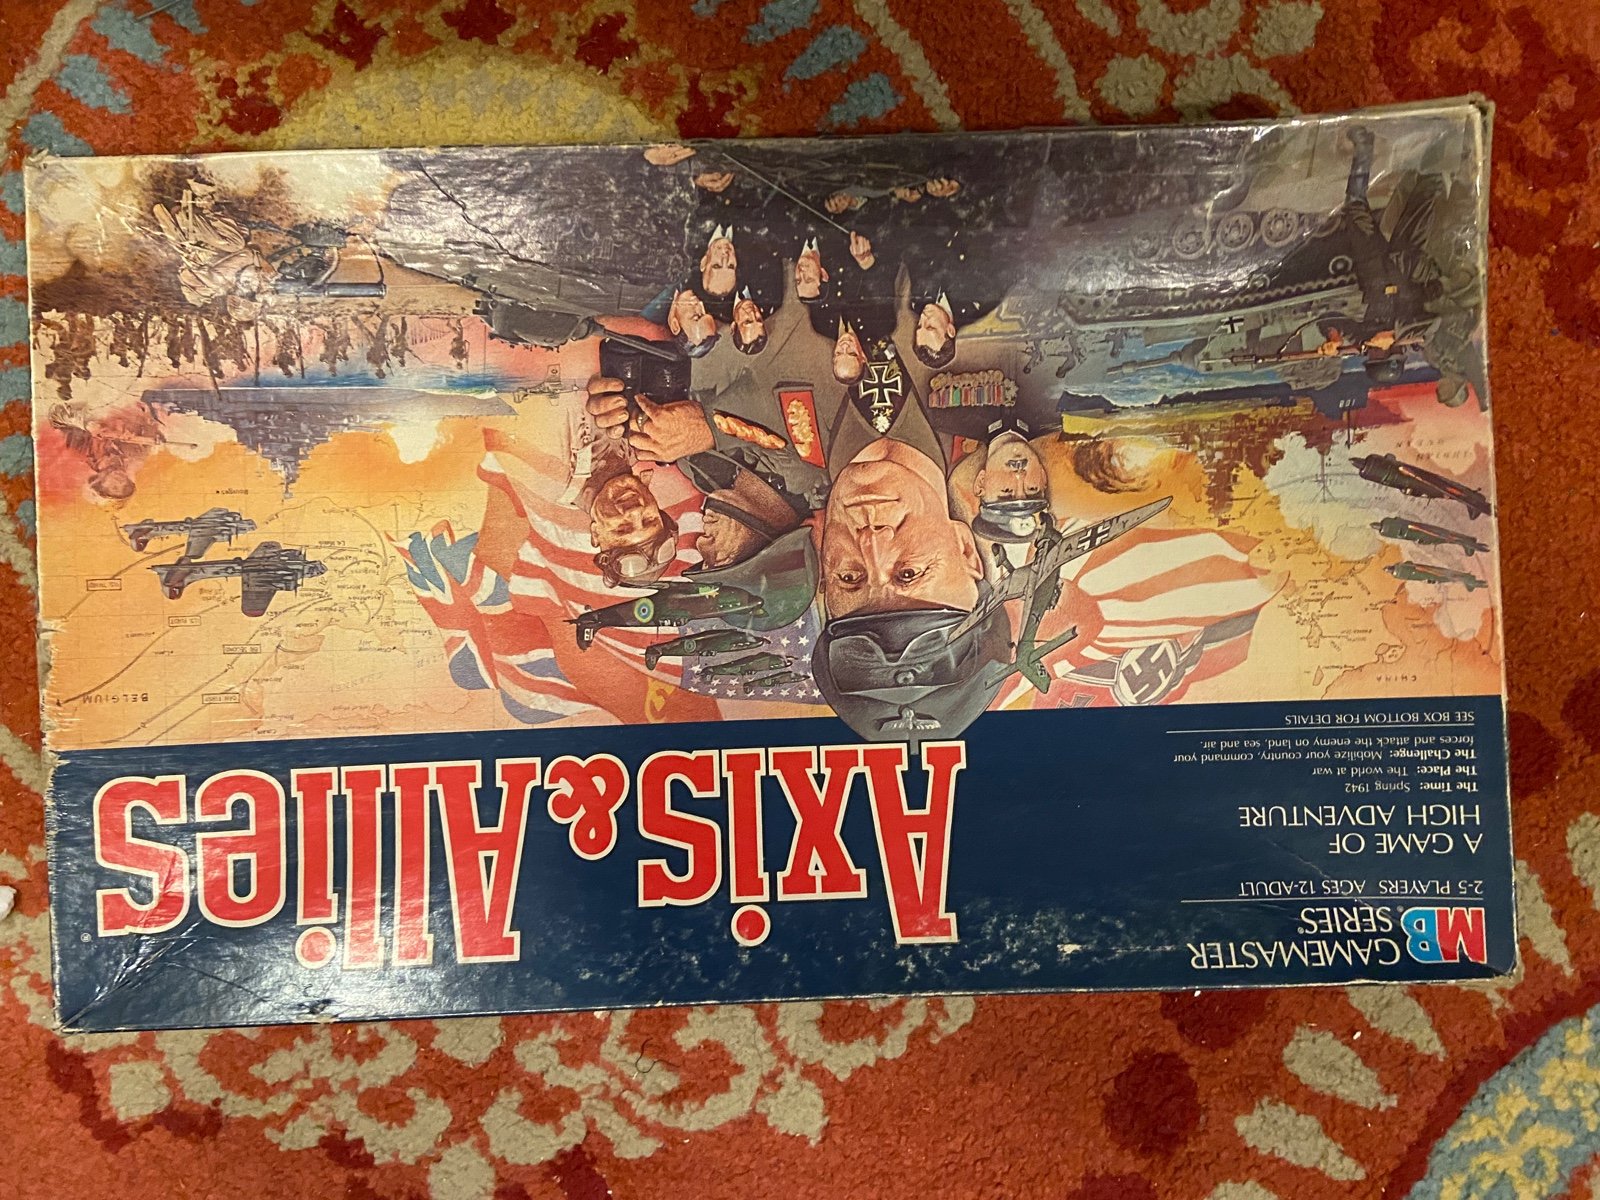 MB GAMEMASTER
SERIES®
2-5 PLAYERS AGES 12-ADULT
A GAME OF
HIGH ADVENTURE
The Time: Spring 1942
The Place: The world at war
The Challenge: Mobilize your country, command your
forces and attack the enemy on land, sea and air.
SEE BOX BOTTOM FOR DETAILS
Axis & Allies®
CHINA
BELGIUM